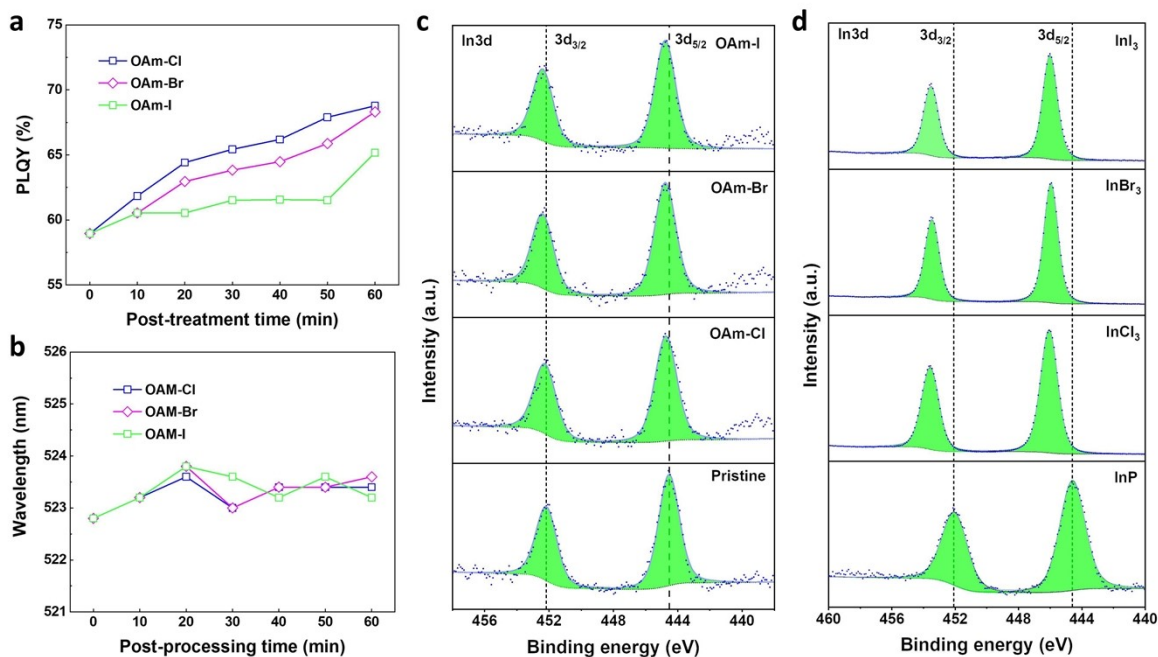 a
75
70
65
60
55
PLQY (%)
OAm-Cl
OAm-Br
OAm-I
0 10 20 30 40 50 60
Post-treatment time (min)
b
526
525
524
523
522
521
Wavelength (nm)
OAM-Cl
OAM-Br
OAM-I
0 10 20 30 40 50 60
Post-processing time (min)
c
In3d 3d3/2 3d5/2 OAm-I
OAm-Br
OAm-Cl
Pristine
Intensity (a.u.)
456 452 448 444 440
Binding energy (eV)
d
In3d 3d3/2 3d5/2 InI3
InBr3
InCl3
InP
Intensity (a.u.)
460 456 452 448 444 440
Binding energy (eV)